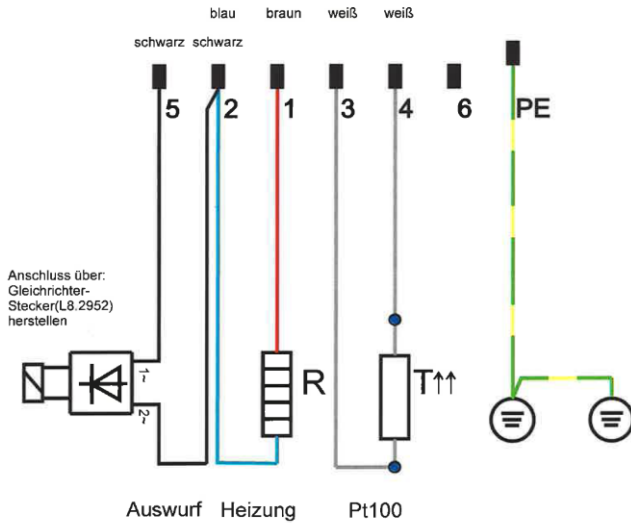 blau braun weiß weiß
schwarz schwarz
5 2 1 3 4 6 PE
Anschluss über:
Gleichrichter-
Stecker(L8.2952)
herstellen
1~
2~
R
T↑↑
Auswurf Heizung Pt100